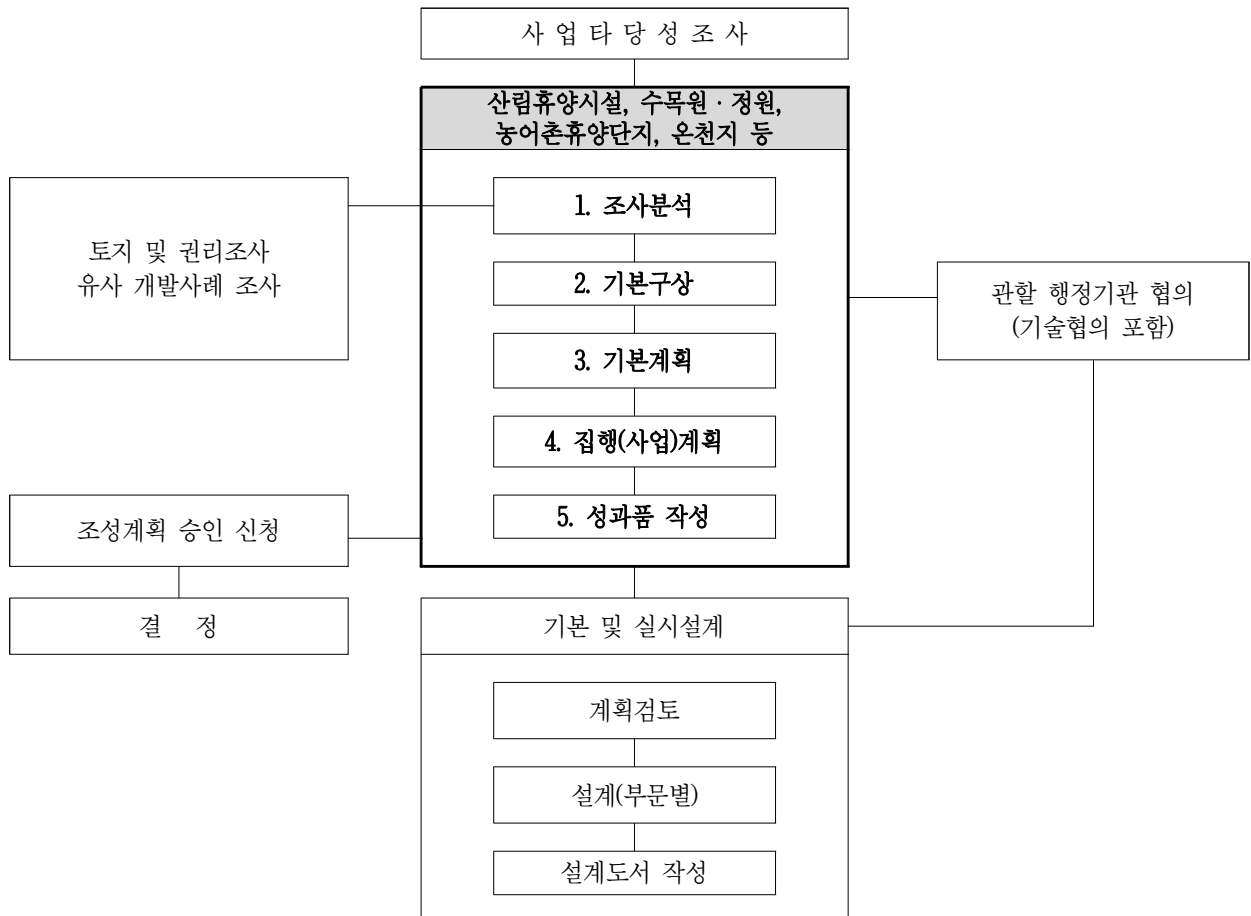 사 업 타 당 성 조 사
산림휴양시설, 수목원 · 정원,
농어촌휴양단지, 온천지 등
1. 조사분석
토지 및 권리조사
유사 개발사례 조사
2. 기본구상
관할 행정기관 협의
(기술협의 포함)
3. 기본계획
4. 집행(사업)계획
5. 성과품 작성
조성계획 승인 신청
결 정
기본 및 실시설계
계획검토
설계(부문별)
설계도서 작성